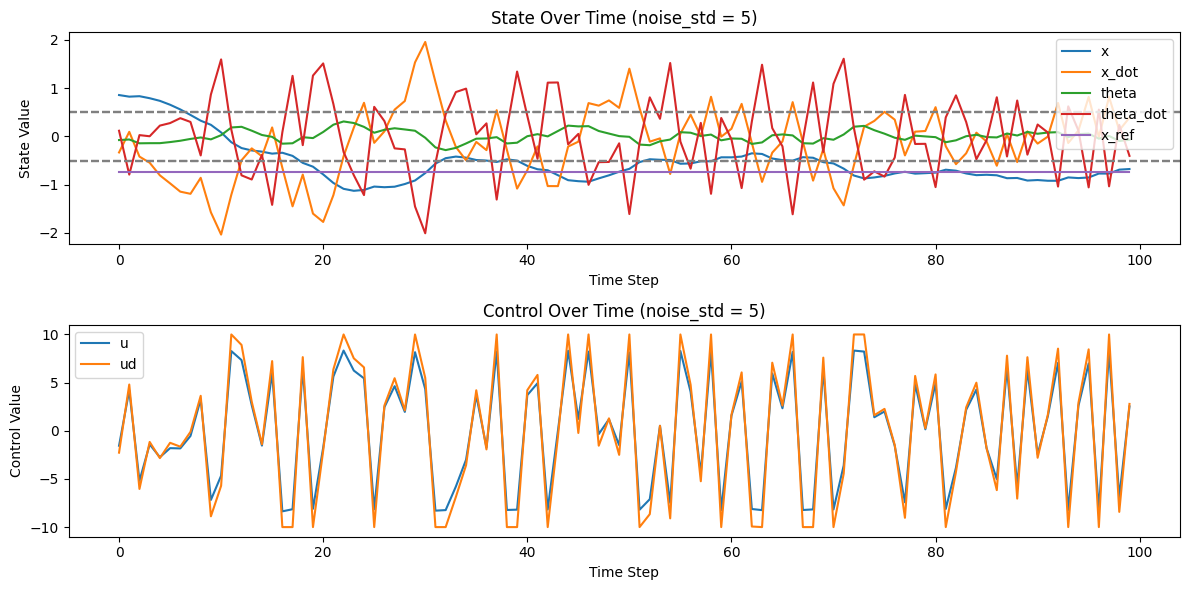 State Over Time (noise_std = 5)
State Value
2
1
0
−1
−2
x
x_dot
theta
theta_dot
x_ref
0
20
40
60
80
100
Time Step
Control Over Time (noise_std = 5)
Control Value
10
5
0
−5
−10
u
ud
0
20
40
60
80
100
Time Step